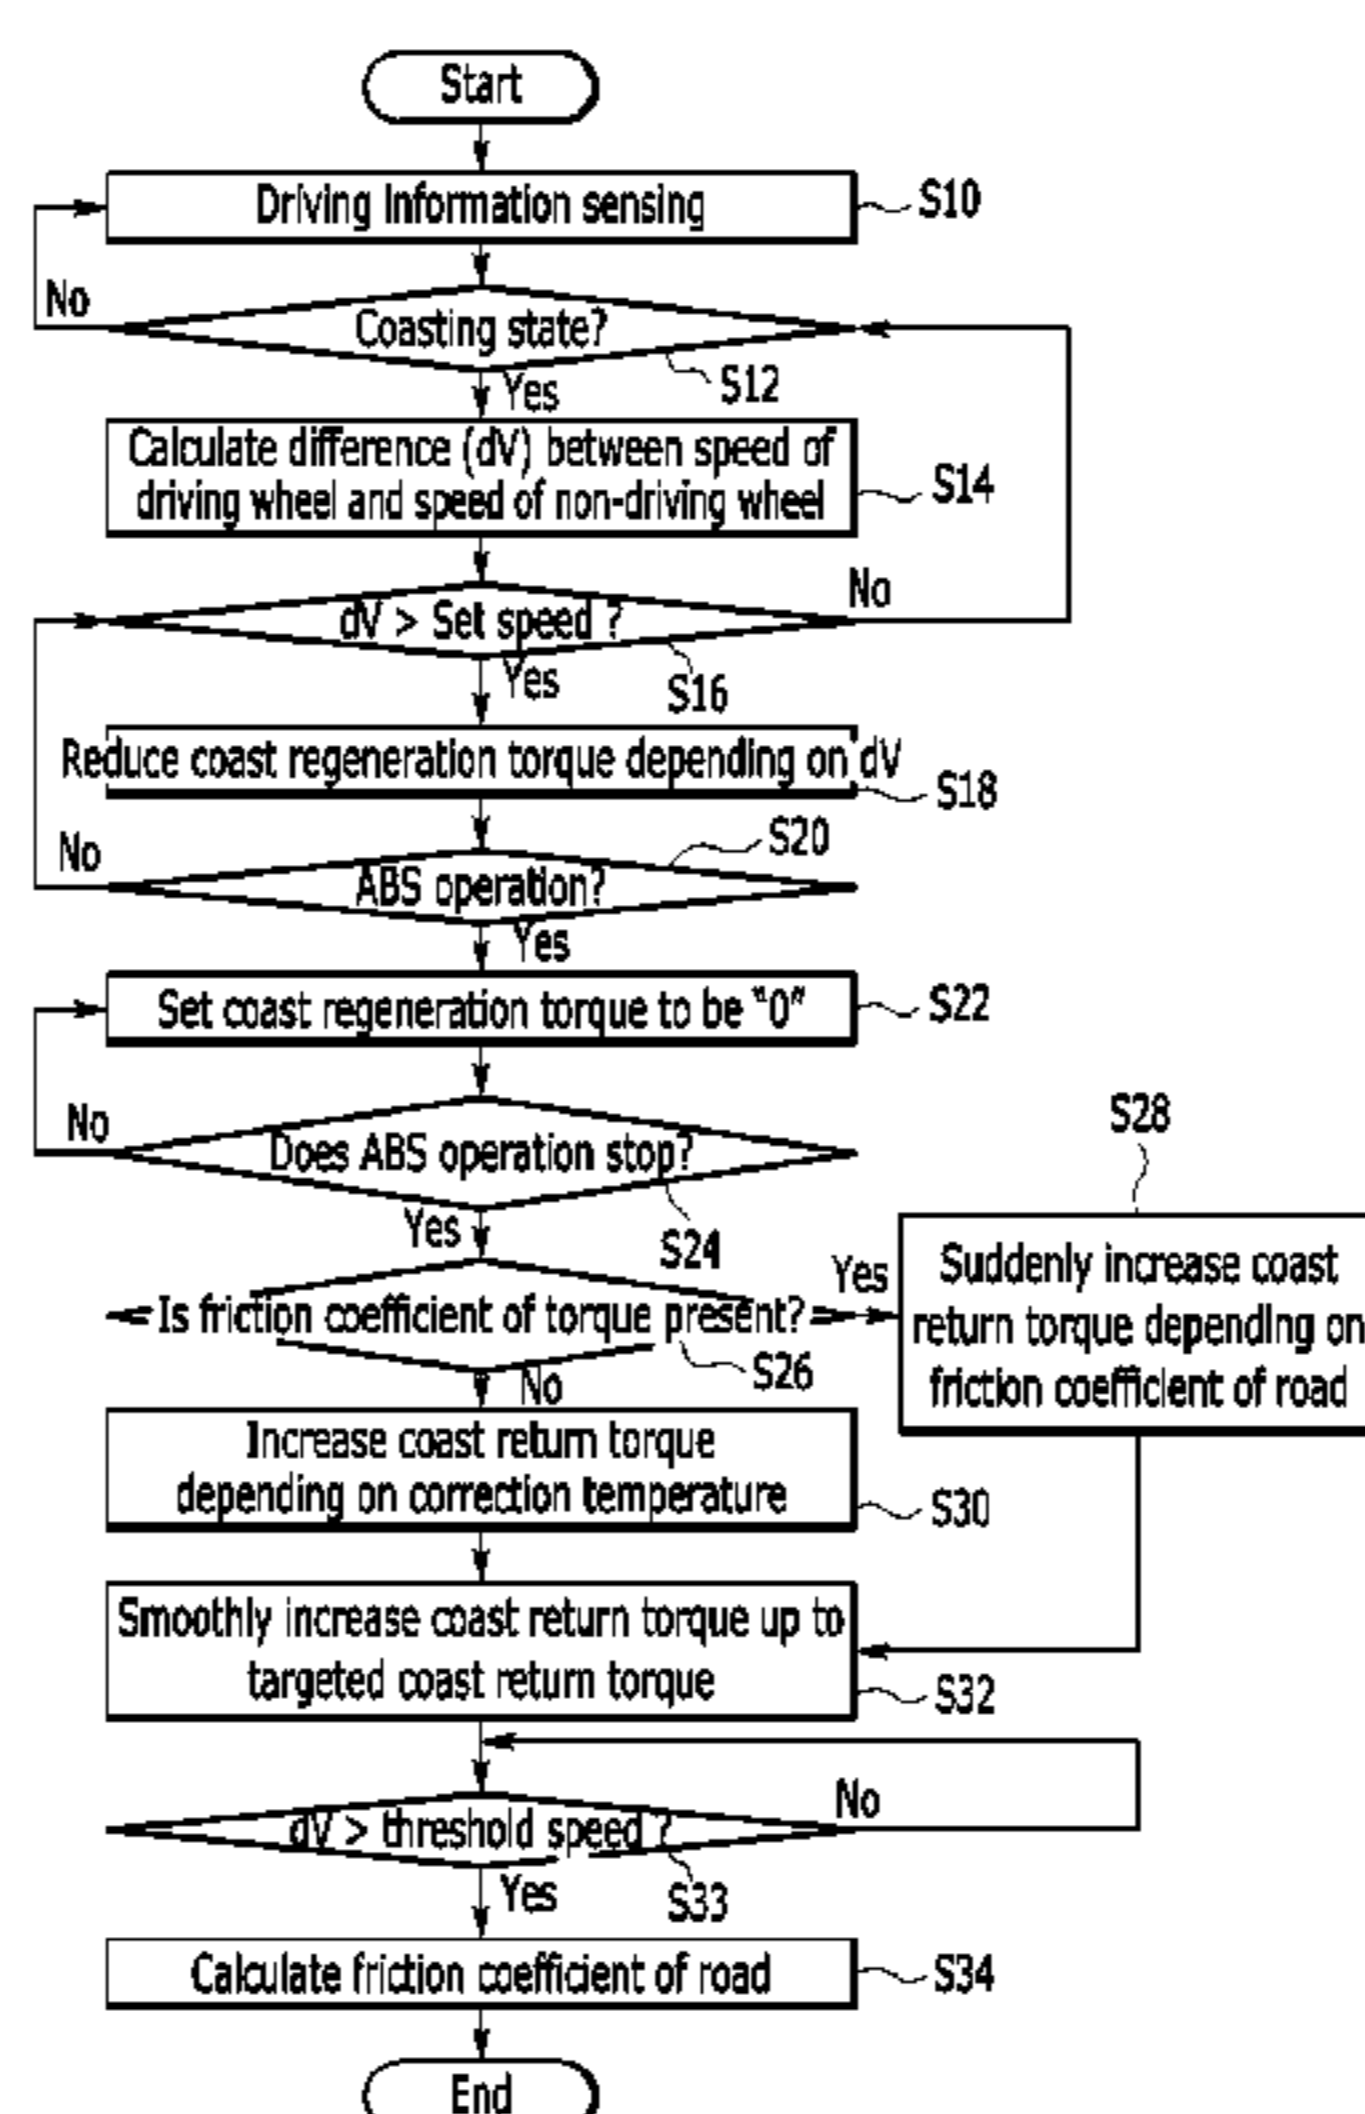 Start
Driving information sensing
S10
No
Coasting state?
S12
Yes
Calculate difference (dV) between speed of
driving wheel and speed of non-driving wheel
S14
No
dV > Set speed ?
S16
Yes
Reduce coast regeneration torque depending on dV
S18
No
S20
ABS operation?
Yes
Set coast regeneration torque to be “0”
S22
No
Does ABS operation stop?
S24
Yes
S28
Is friction coefficient of torque present?
Yes
S26
No
Suddenly increase coast
return torque depending on
friction coefficient of road
Increase coast return torque
depending on correction temperature
S30
Smoothly increase coast return torque up to
targeted coast return torque
S32
dV > threshold speed ?
No
S33
Yes
Calculate friction coefficient of road
S34
End